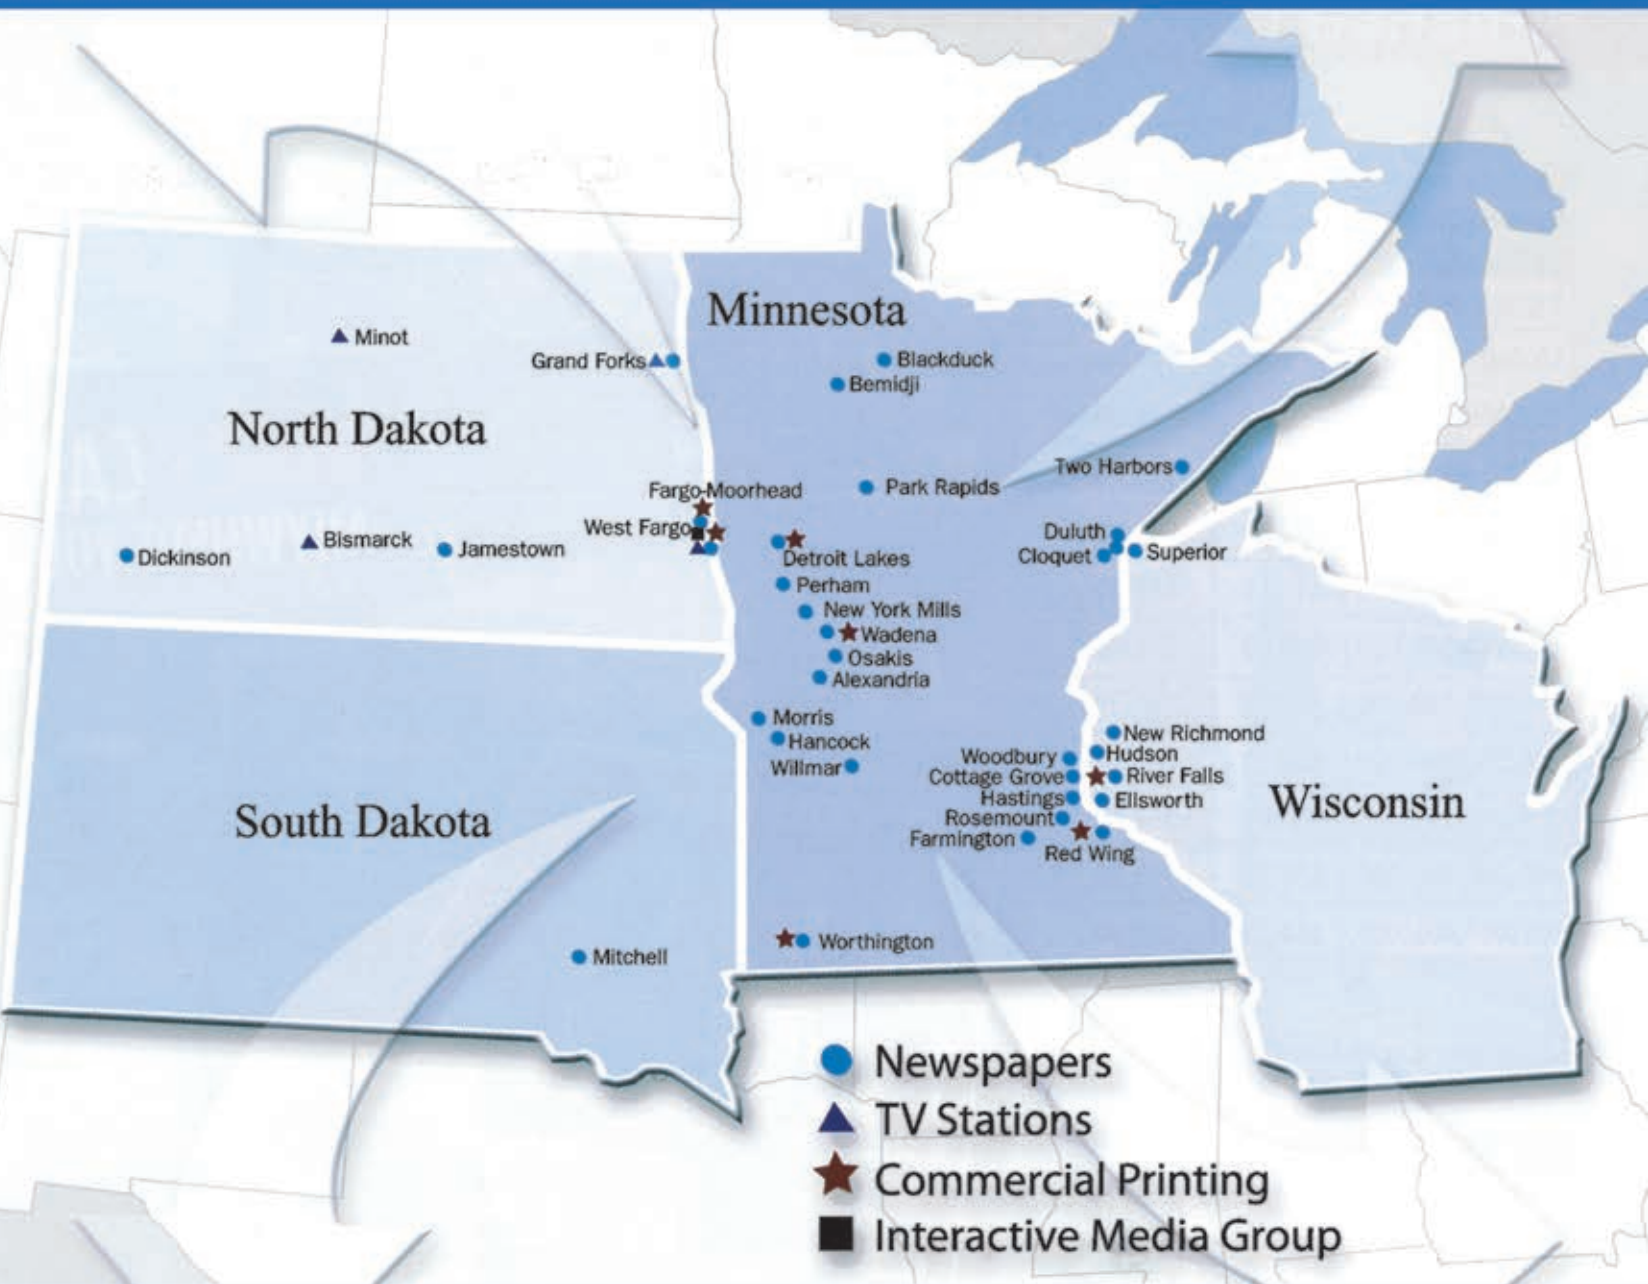 Minnesota
Minot
Grand Forks
Blackduck
Bemidji
North Dakota
Two Harbors
Park Rapids
Fargo-Moorhead
West Fargo
Duluth
Bismarck
Jamestown
Dickinson
Detroit Lakes
Cloquet
Superior
Perham
New York Mills
Wadena
Osakis
Alexandria
Morris
Hancock
Willmar
New Richmond
Woodbury
Hudson
Cottage Grove
River Falls
Hastings
Ellsworth
Wisconsin
South Dakota
Rosemount
Farmington
Red Wing
Worthington
Mitchell
Newspapers
TV Stations
Commercial Printing
Interactive Media Group